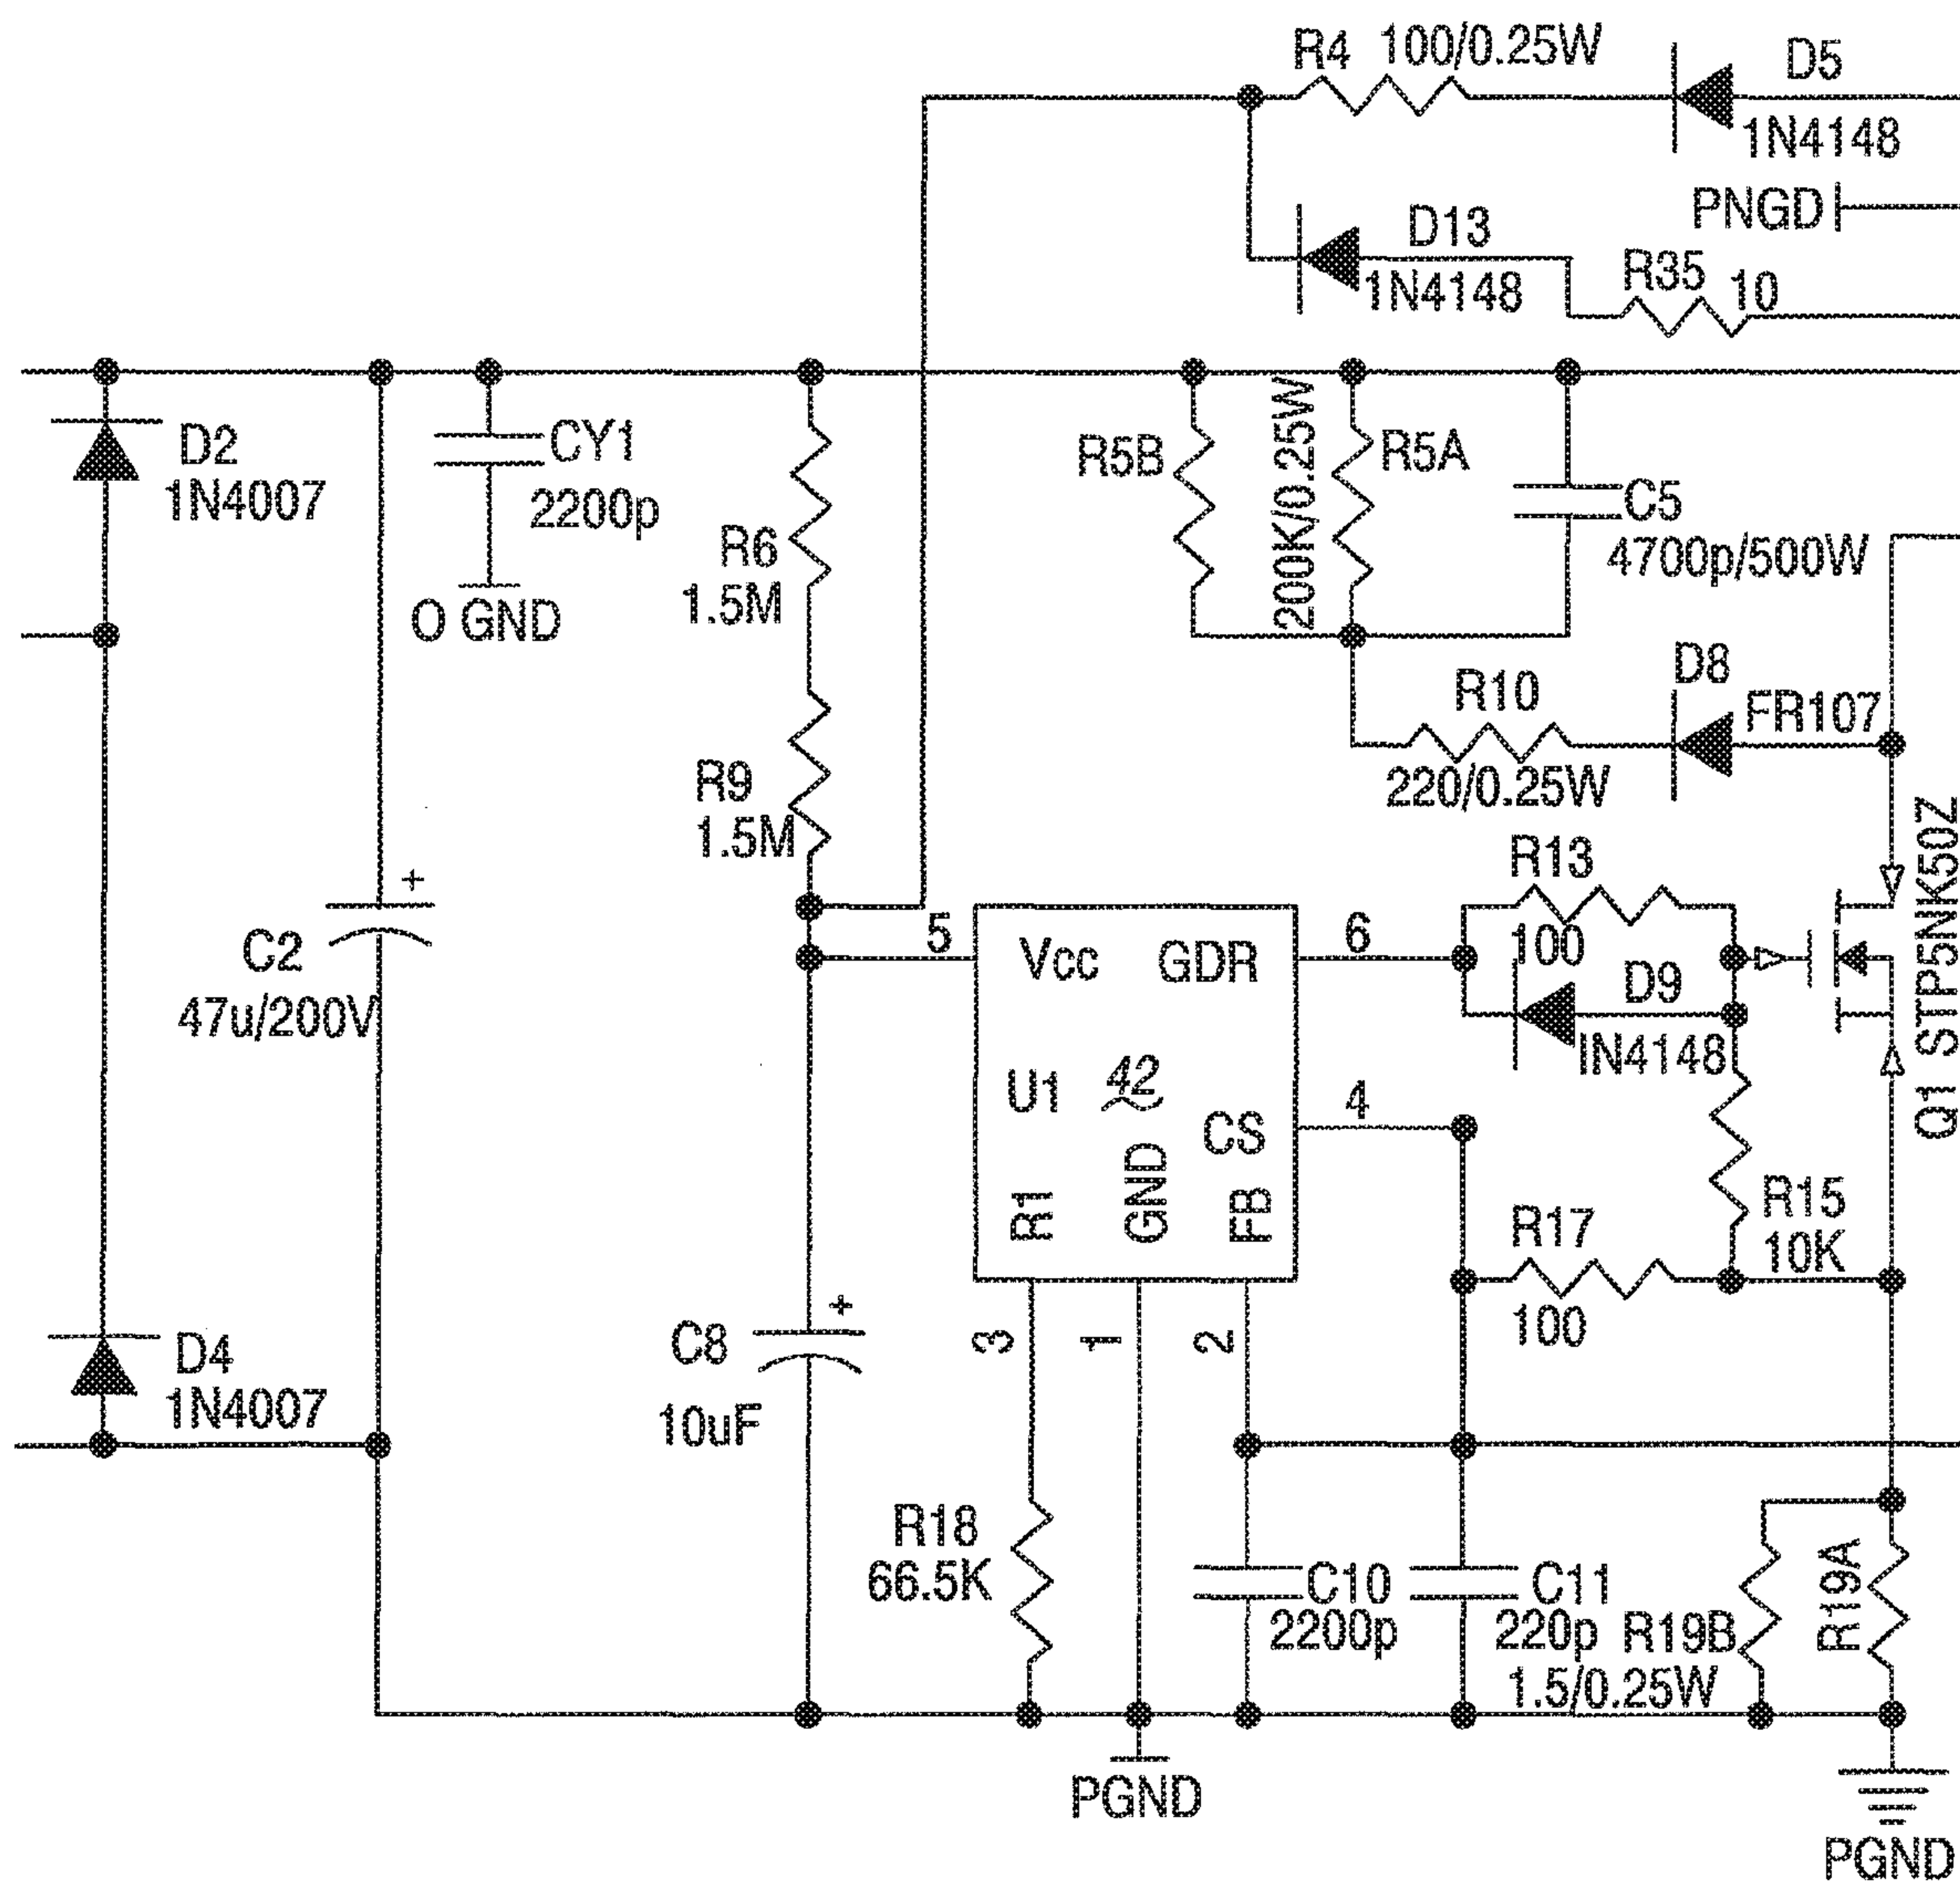 R4 100/0.25W
D5
1N4148
PNGD
D13
1N4148
R35 10
D2
1N4007
CY1
2200p
O GND
R6
1.5M
R9
1.5M
R5B
200K/0.25W
R5A
C5
4700p/500W
R10
220/0.25W
D8
FR107
Q1 STP5NK50Z
C2
+
47u/200V
5
Vcc
GDR
6
R13
100
D9
IN4148
U1
42
CS
4
R1
GND
FB
R17
100
R15
10K
D4
1N4007
C8
+
10uF
3
1
2
R18
66.5K
C10
2200p
C11
220p
R19B
R19A
1.5/0.25W
PGND
PGND